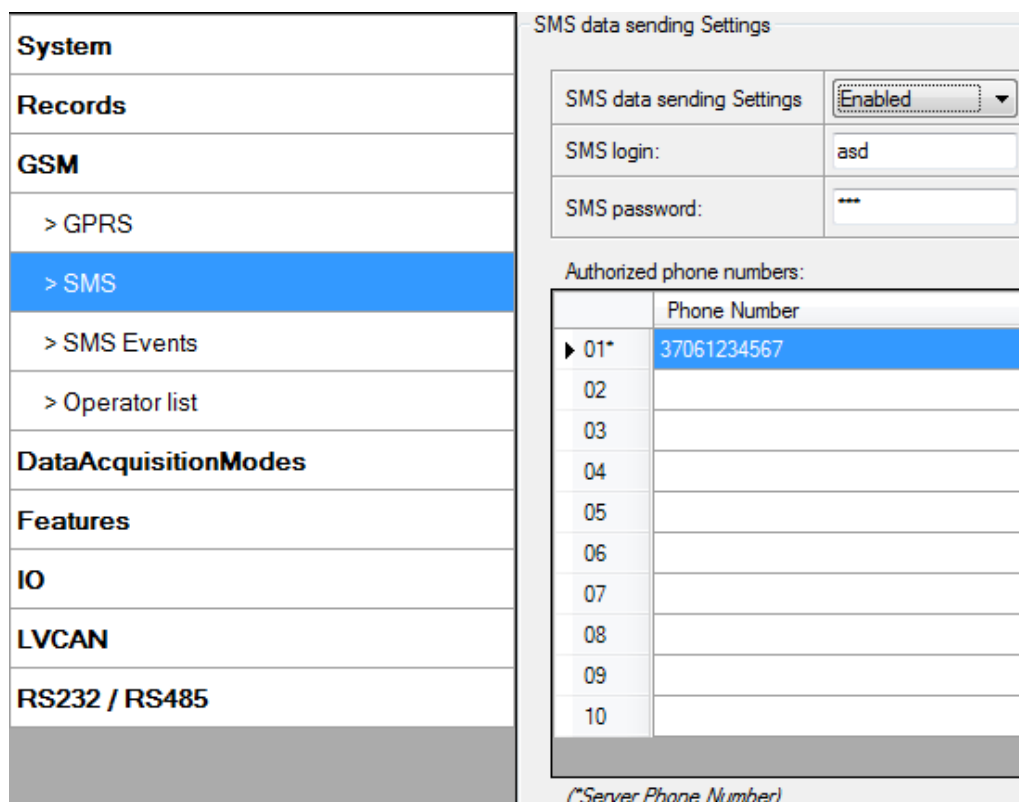 System
Records
GSM
> GPRS
> SMS
> SMS Events
> Operator list
DataAcquisitionModes
Features
IO
LVCAN
RS232 / RS485
SMS data sending Settings
SMS data sending Settings Enabled
SMS login: asd
SMS password: ***
Authorized phone numbers:
Phone Number
01* 37061234567
02
03
04
05
06
07
08
09
10
(*Server Phone Number)